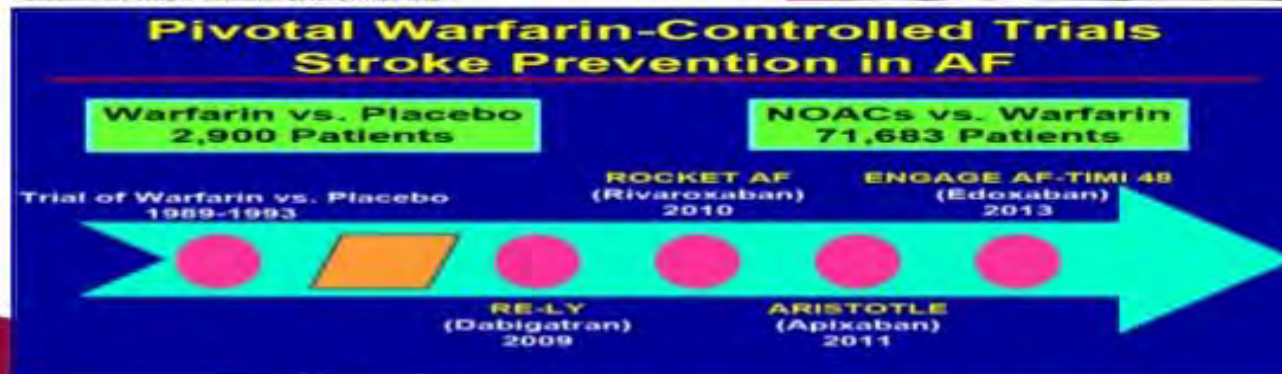 Pivotal Warfarin-Controlled Trials
Stroke Prevention in AF
Warfarin vs. Placebo
2,900 Patients
NOACs vs. Warfarin
71,683 Patients
Trial of Warfarin vs. Placebo
1989-1993
ROCKET AF
(Rivaroxaban)
2010
ENGAGE AF-TIMI 48
(Edoxaban)
2013
RE-LY
(Dabigatran)
2009
ARISTOTLE
(Apixaban)
2011